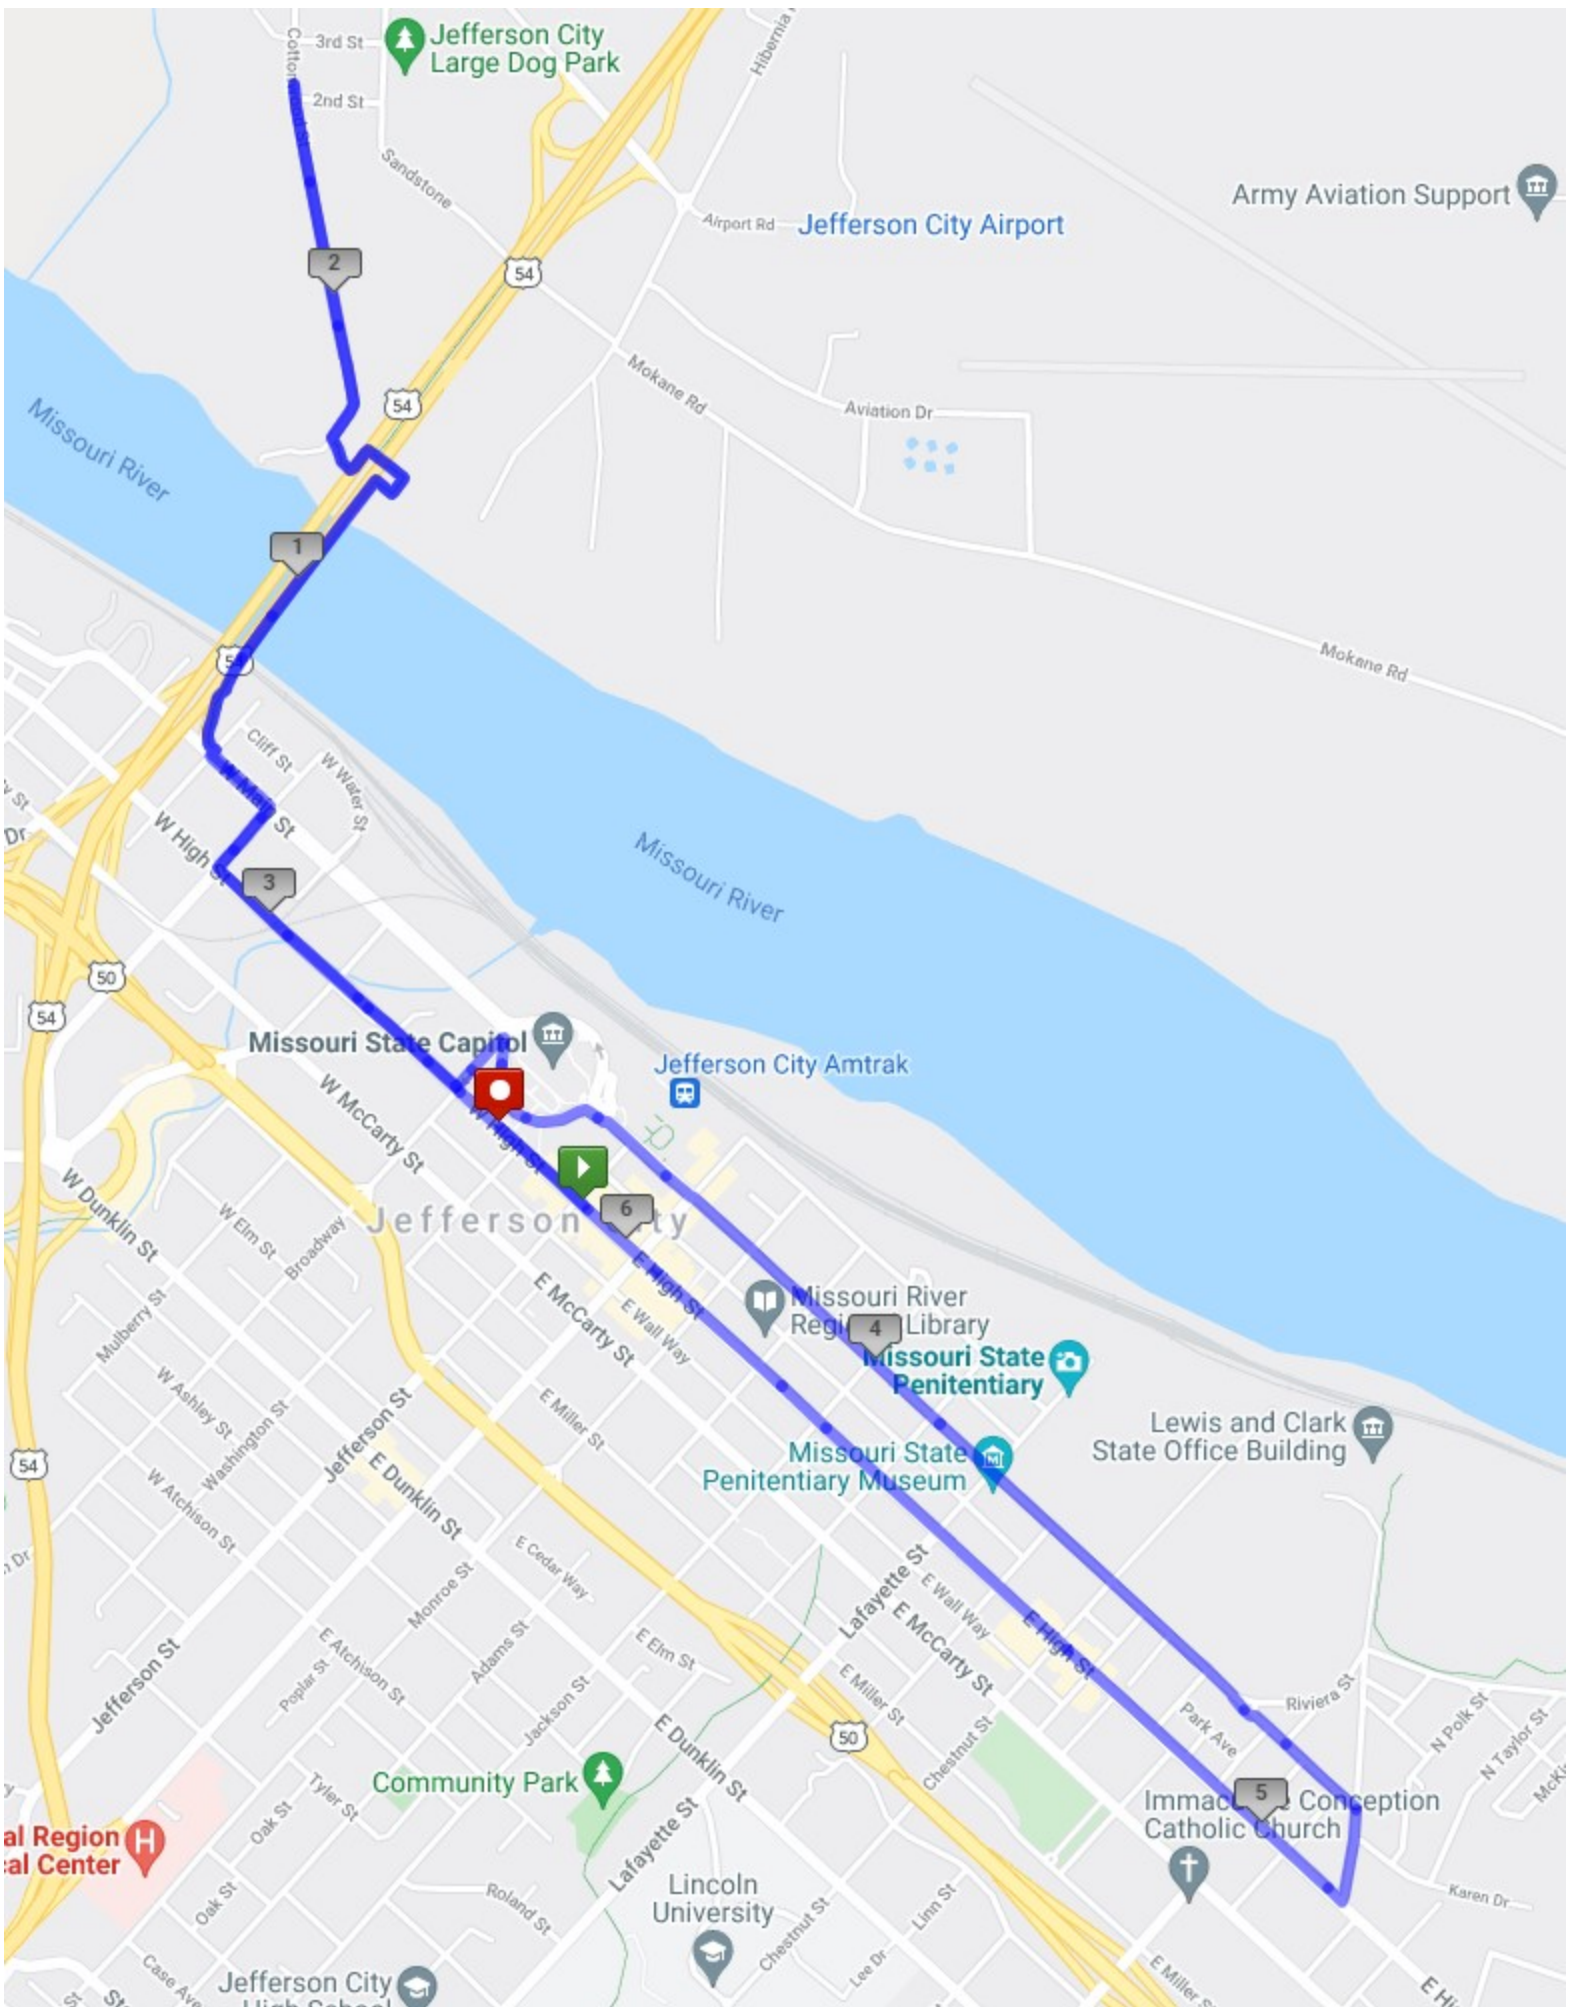 3rd St
Jefferson City
Large Dog Park
Hibernia
2nd St
Sandstone
Army Aviation Support
Airport Rd
Jefferson City Airport
2
54
54
Mokane Rd
Aviation Dr
Missouri River
1
Mokane Rd
Cliff St
W Water St
W Main St
W High St
Dr
Missouri River
3
50
54
Missouri State Capitol
Jefferson City Amtrak
W McCarty St
W High St
W Dunklin St
W Elm St
Broadway
Jefferson City
6
E High St
E McCarty St
E Wall Way
Missouri River
Regional Library
4
Missouri State
Penitentiary
Mulberry St
W Ashley St
Washington St
Jefferson St
E Miller St
Lewis and Clark
State Office Building
Missouri State
Penitentiary Museum
54
W Atchison St
E Dunklin St
E Cedar Way
Monroe St
Lafayette St
E Wall Way
E McCarty St
E High St
Jefferson St
E Atchison St
Poplar St
Adams St
E Elm St
Jackson St
E Miller St
Riviera St
Park Ave
N Polk St
N Taylor St
E Dunklin St
50
Chestnut St
Community Park
Tyler St
Oak St
5
Immaculate Conception
Catholic Church
al Region
cal Center
H
Lafayette St
Oak St
Roland St
Lincoln
University
Chestnut St
Linn St
Karen Dr
Case Ave
Lee Dr
Jefferson City
High School
E Miller St